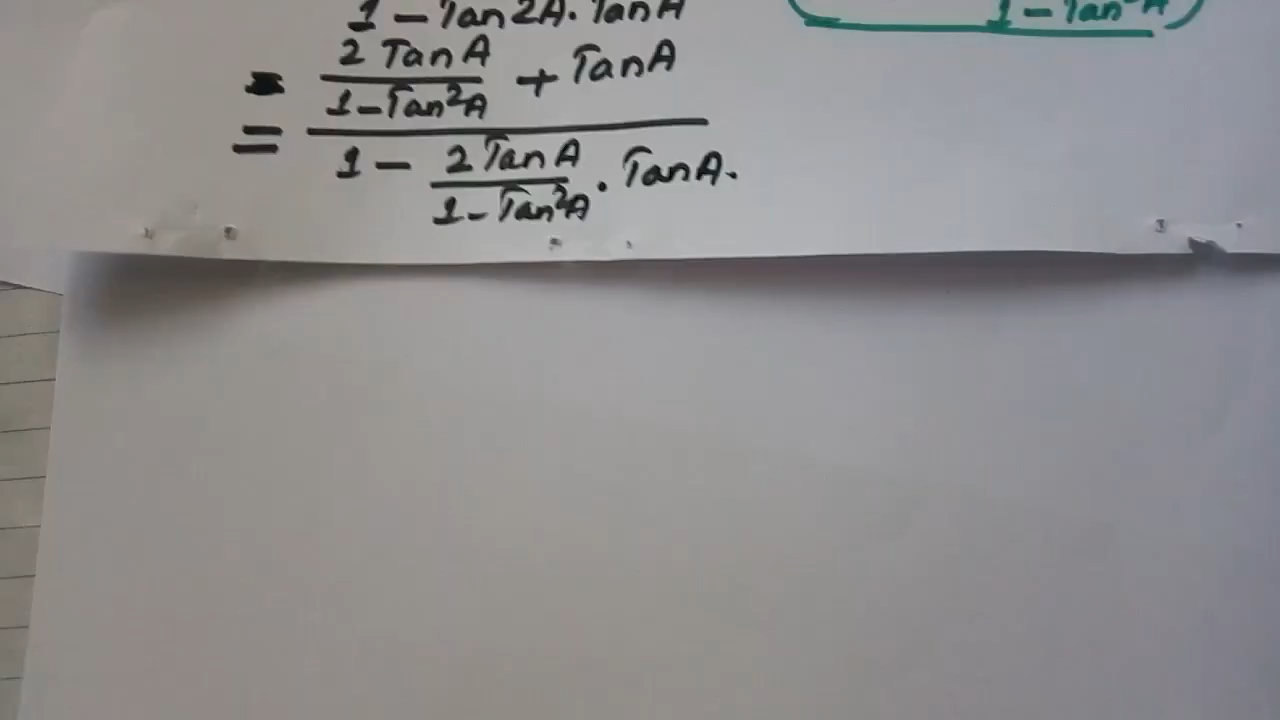 1 - Tan2A. TanA
1 - Tan²A
2 TanA
= ――― + TanA
1-Tan²A
=
1 - 2 TanA . TanA.
1-Tan²A